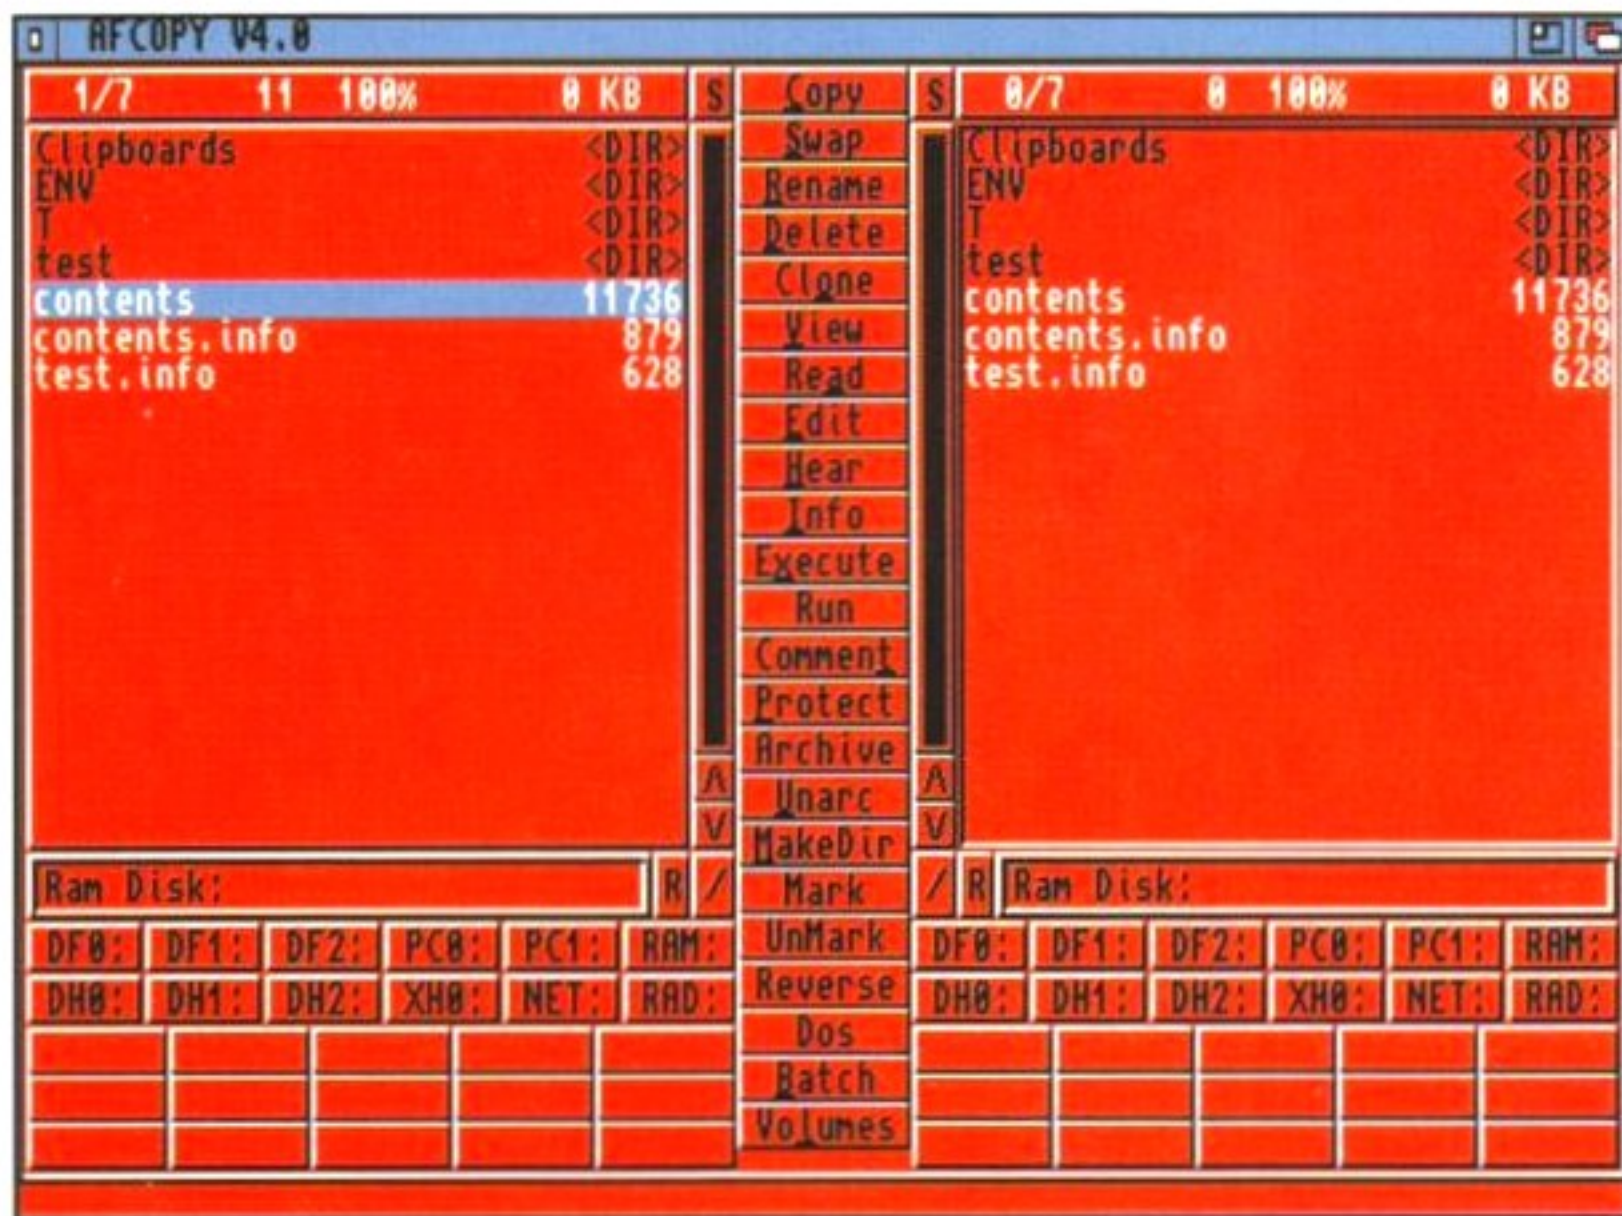 AFCOPY V4.0
1/7 11 100% 0 KB S
Clipboards <DIR>
ENV <DIR>
T <DIR>
test <DIR>
contents 11736
contents.info 879
test.info 628
A
V
Ram Disk: R /
DF0: DF1: DF2: PC0: PC1: RAM:
DH0: DH1: DH2: XH0: NET: RAD:
Copy
Swap
Rename
Delete
Clone
View
Read
Edit
Hear
Info
Execute
Run
Comment
Protect
Archive
Unarc
MakeDir
Mark
UnMark
Reverse
Dos
Batch
Volumes
S 0/7 0 100% 0 KB
Clipboards <DIR>
ENV <DIR>
T <DIR>
test <DIR>
contents 11736
contents.info 879
test.info 628
A
V
/ R Ram Disk:
DF0: DF1: DF2: PC0: PC1: RAM:
DH0: DH1: DH2: XH0: NET: RAD: